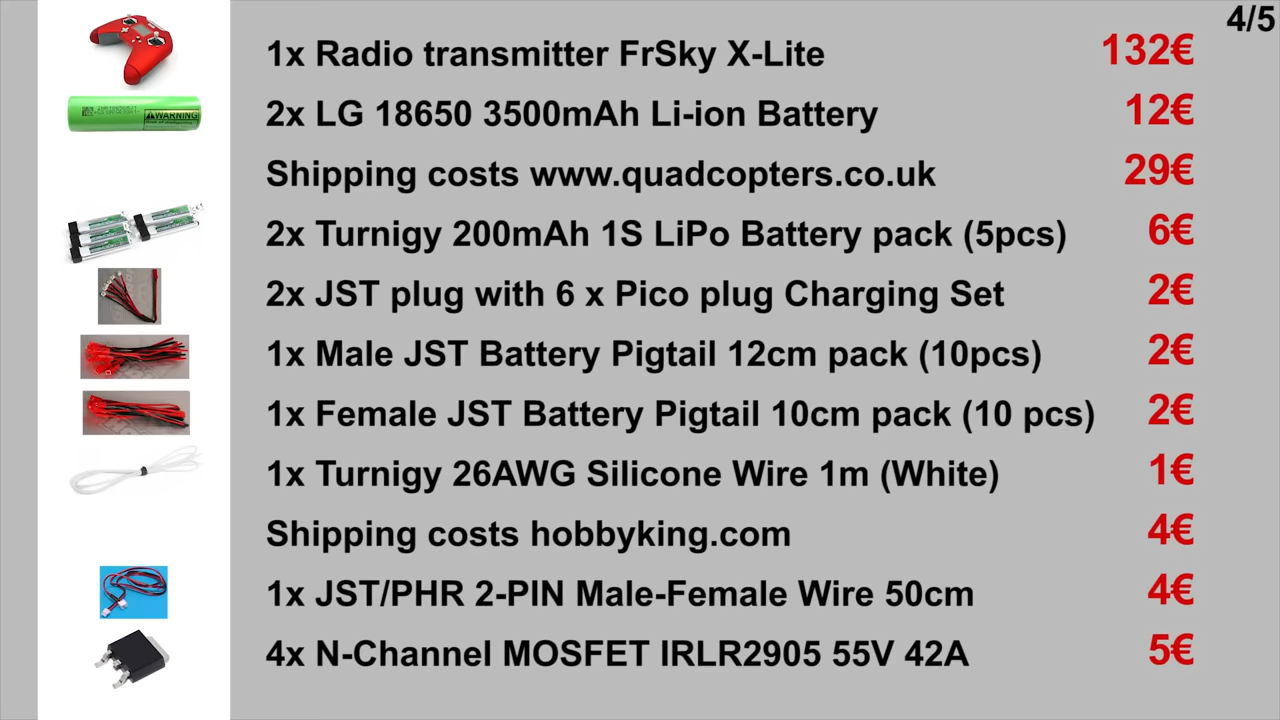 4/5
1x Radio transmitter FrSky X-Lite 132€
2x LG 18650 3500mAh Li-ion Battery 12€
WARNING
Shipping costs www.quadcopters.co.uk 29€
2x Turnigy 200mAh 1S LiPo Battery pack (5pcs) 6€
2x JST plug with 6 x Pico plug Charging Set 2€
1x Male JST Battery Pigtail 12cm pack (10pcs) 2€
1x Female JST Battery Pigtail 10cm pack (10 pcs) 2€
1x Turnigy 26AWG Silicone Wire 1m (White) 1€
Shipping costs hobbyking.com 4€
1x JST/PHR 2-PIN Male-Female Wire 50cm 4€
4x N-Channel MOSFET IRLR2905 55V 42A 5€